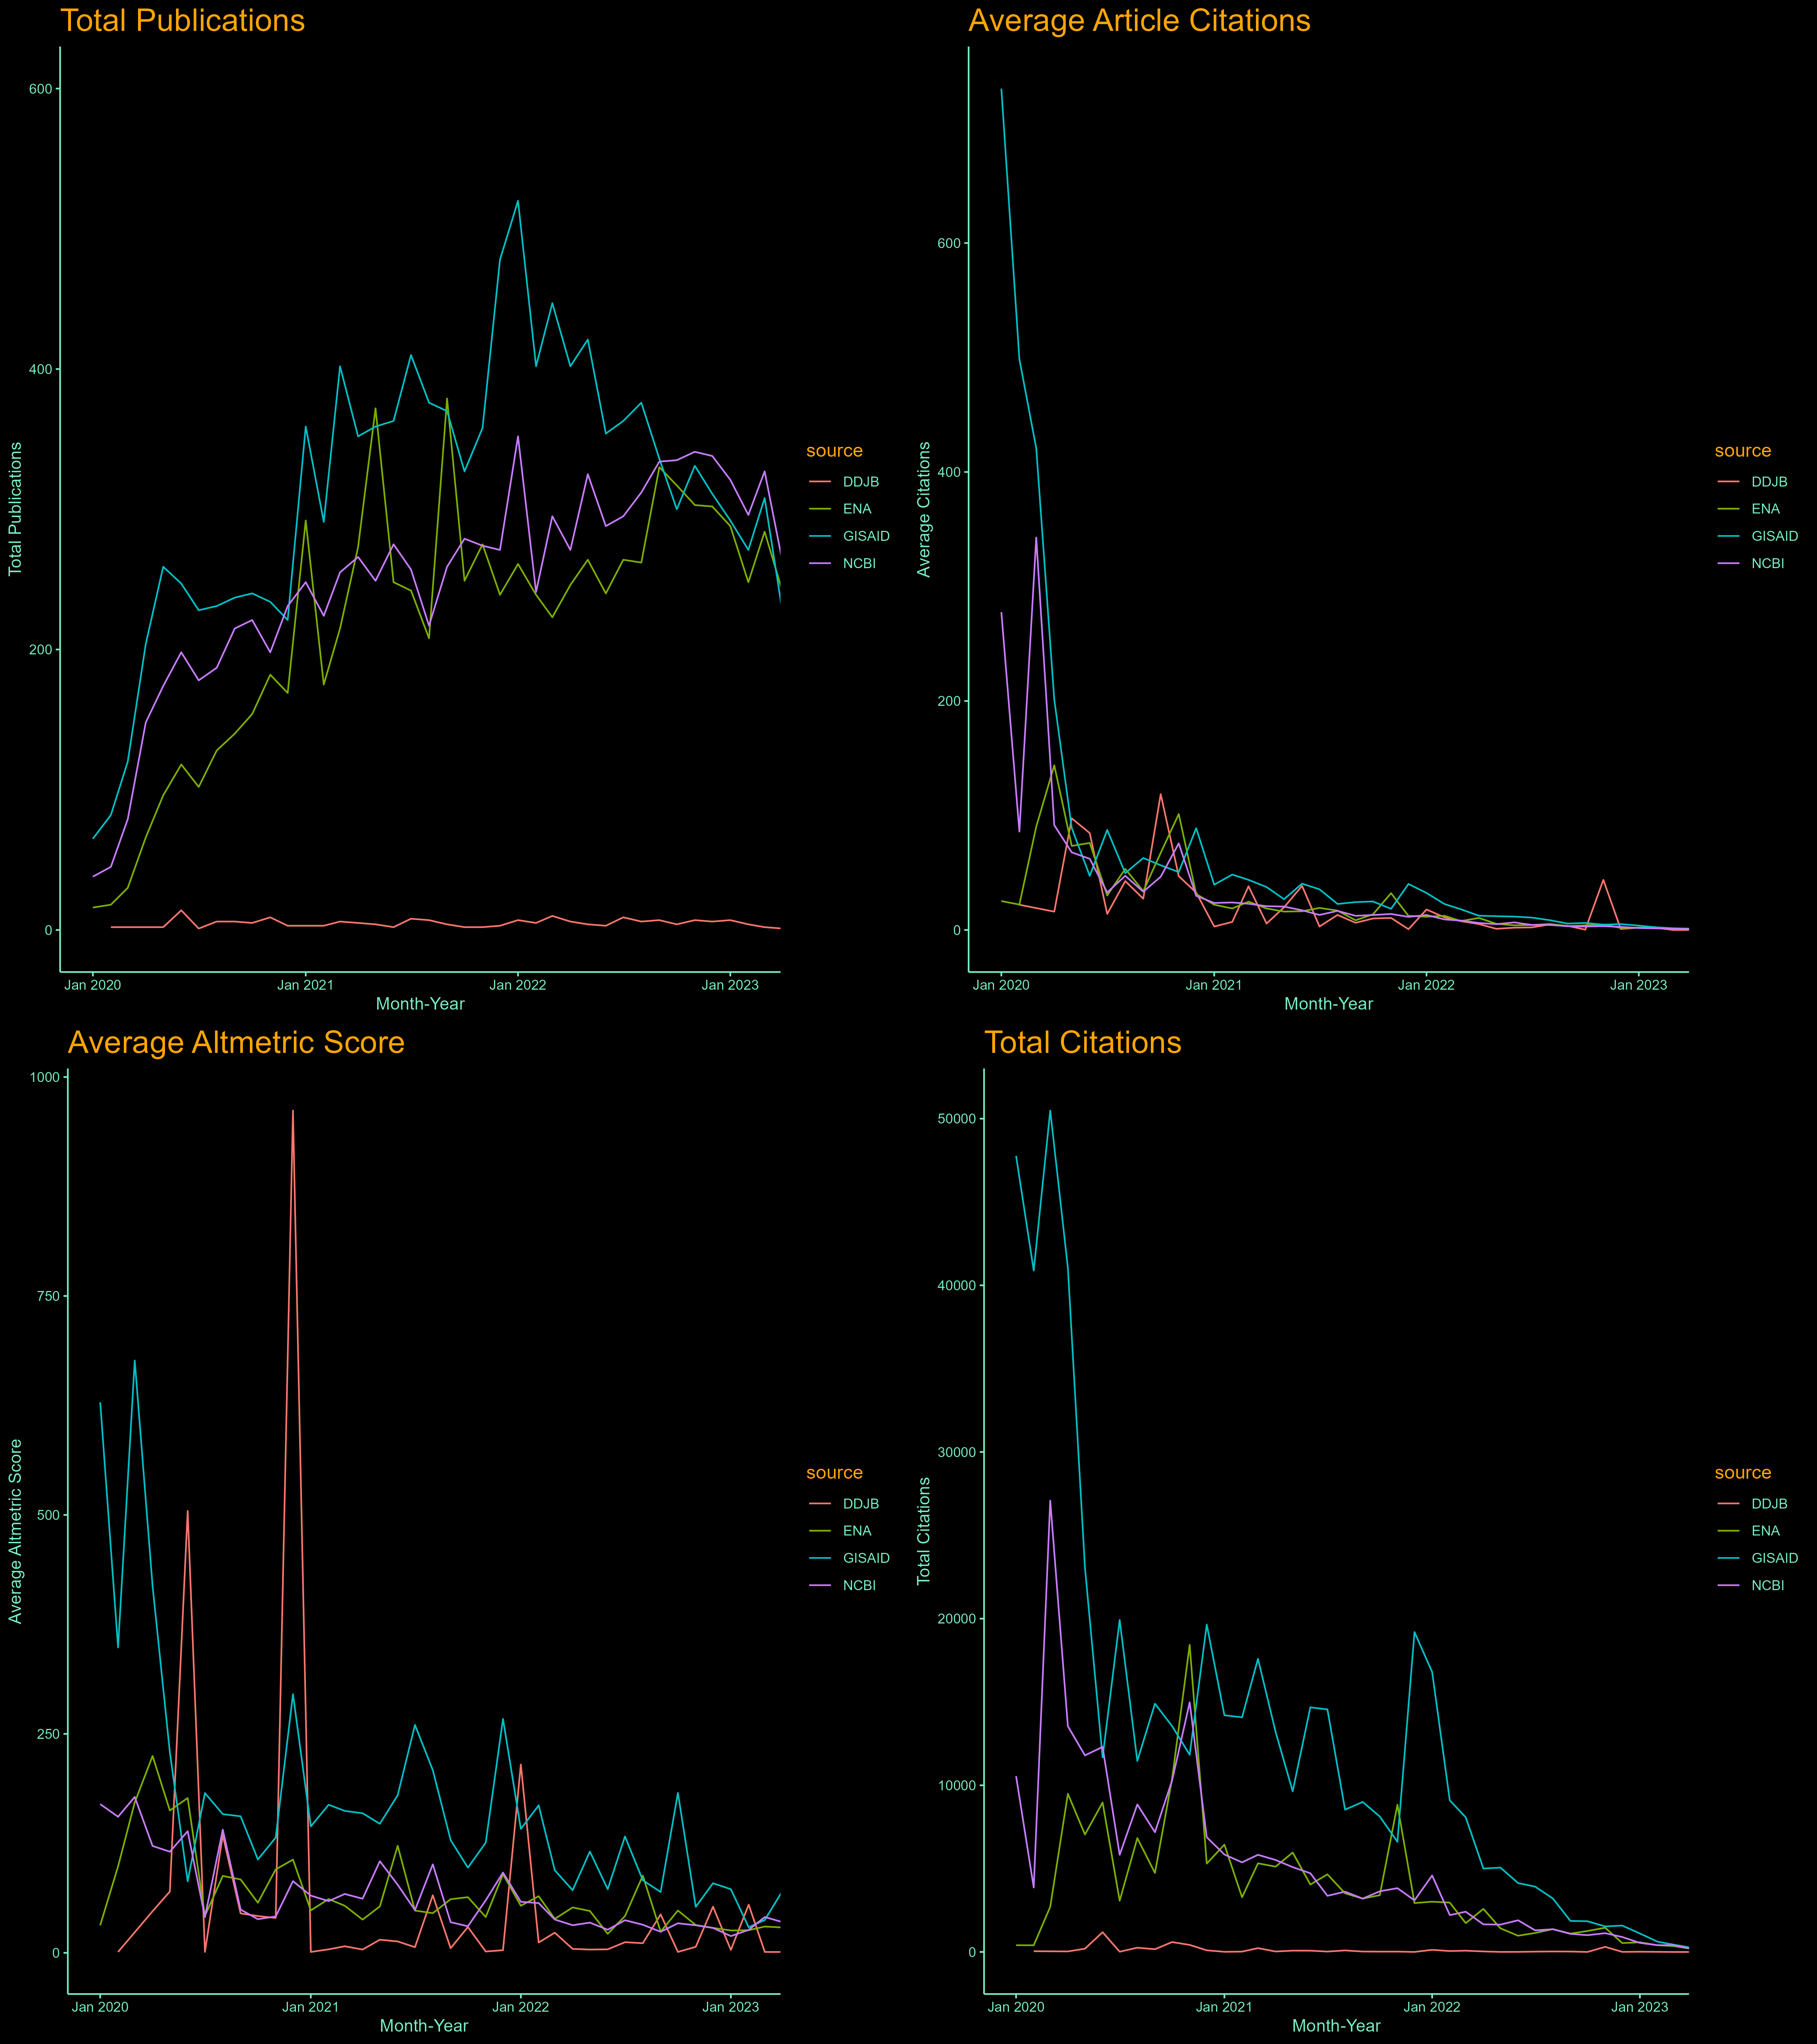 Total Publications
600
400
200
0
Total Publications
Jan 2020
Jan 2021
Jan 2022
Jan 2023
Month-Year
source
DDJB
ENA
GISAID
NCBI
Average Article Citations
600
400
200
0
Average Citations
Jan 2020
Jan 2021
Jan 2022
Jan 2023
Month-Year
source
DDJB
ENA
GISAID
NCBI
Average Altmetric Score
1000
750
500
250
0
Average Altmetric Score
Jan 2020
Jan 2021
Jan 2022
Jan 2023
Month-Year
source
DDJB
ENA
GISAID
NCBI
Total Citations
50000
40000
30000
20000
10000
0
Total Citations
Jan 2020
Jan 2021
Jan 2022
Jan 2023
Month-Year
source
DDJB
ENA
GISAID
NCBI